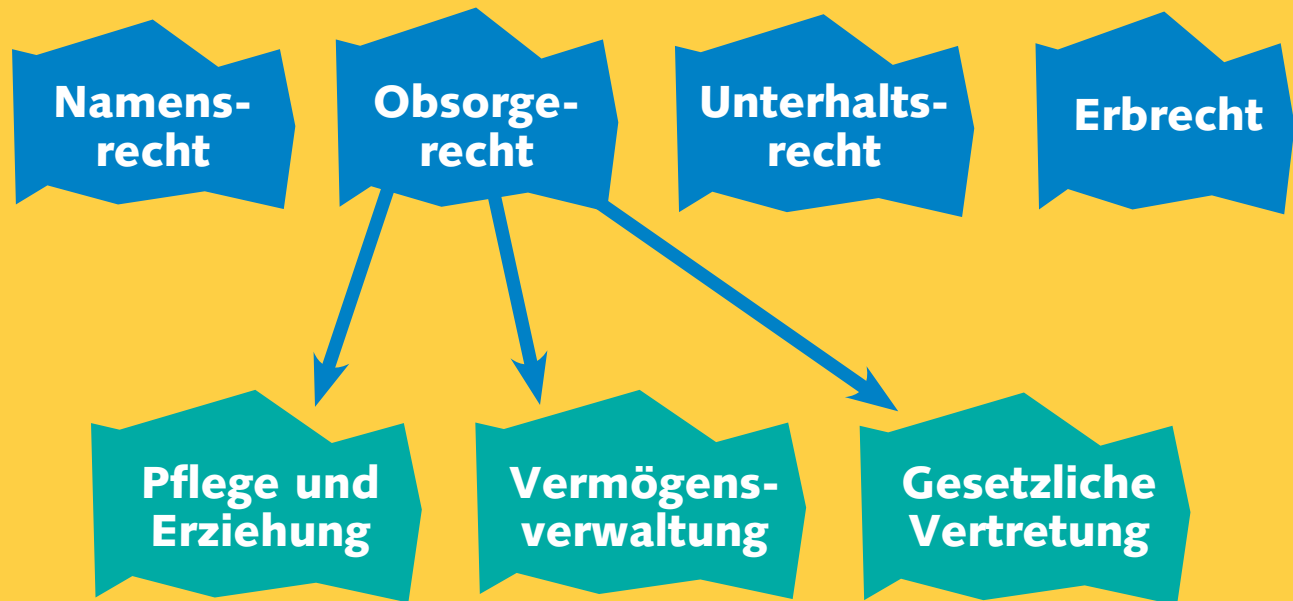 Namens-
recht
Obsorge-
recht
Unterhalts-
recht
Erbrecht
Pflege und
Erziehung
Vermögens-
verwaltung
Gesetzliche
Vertretung